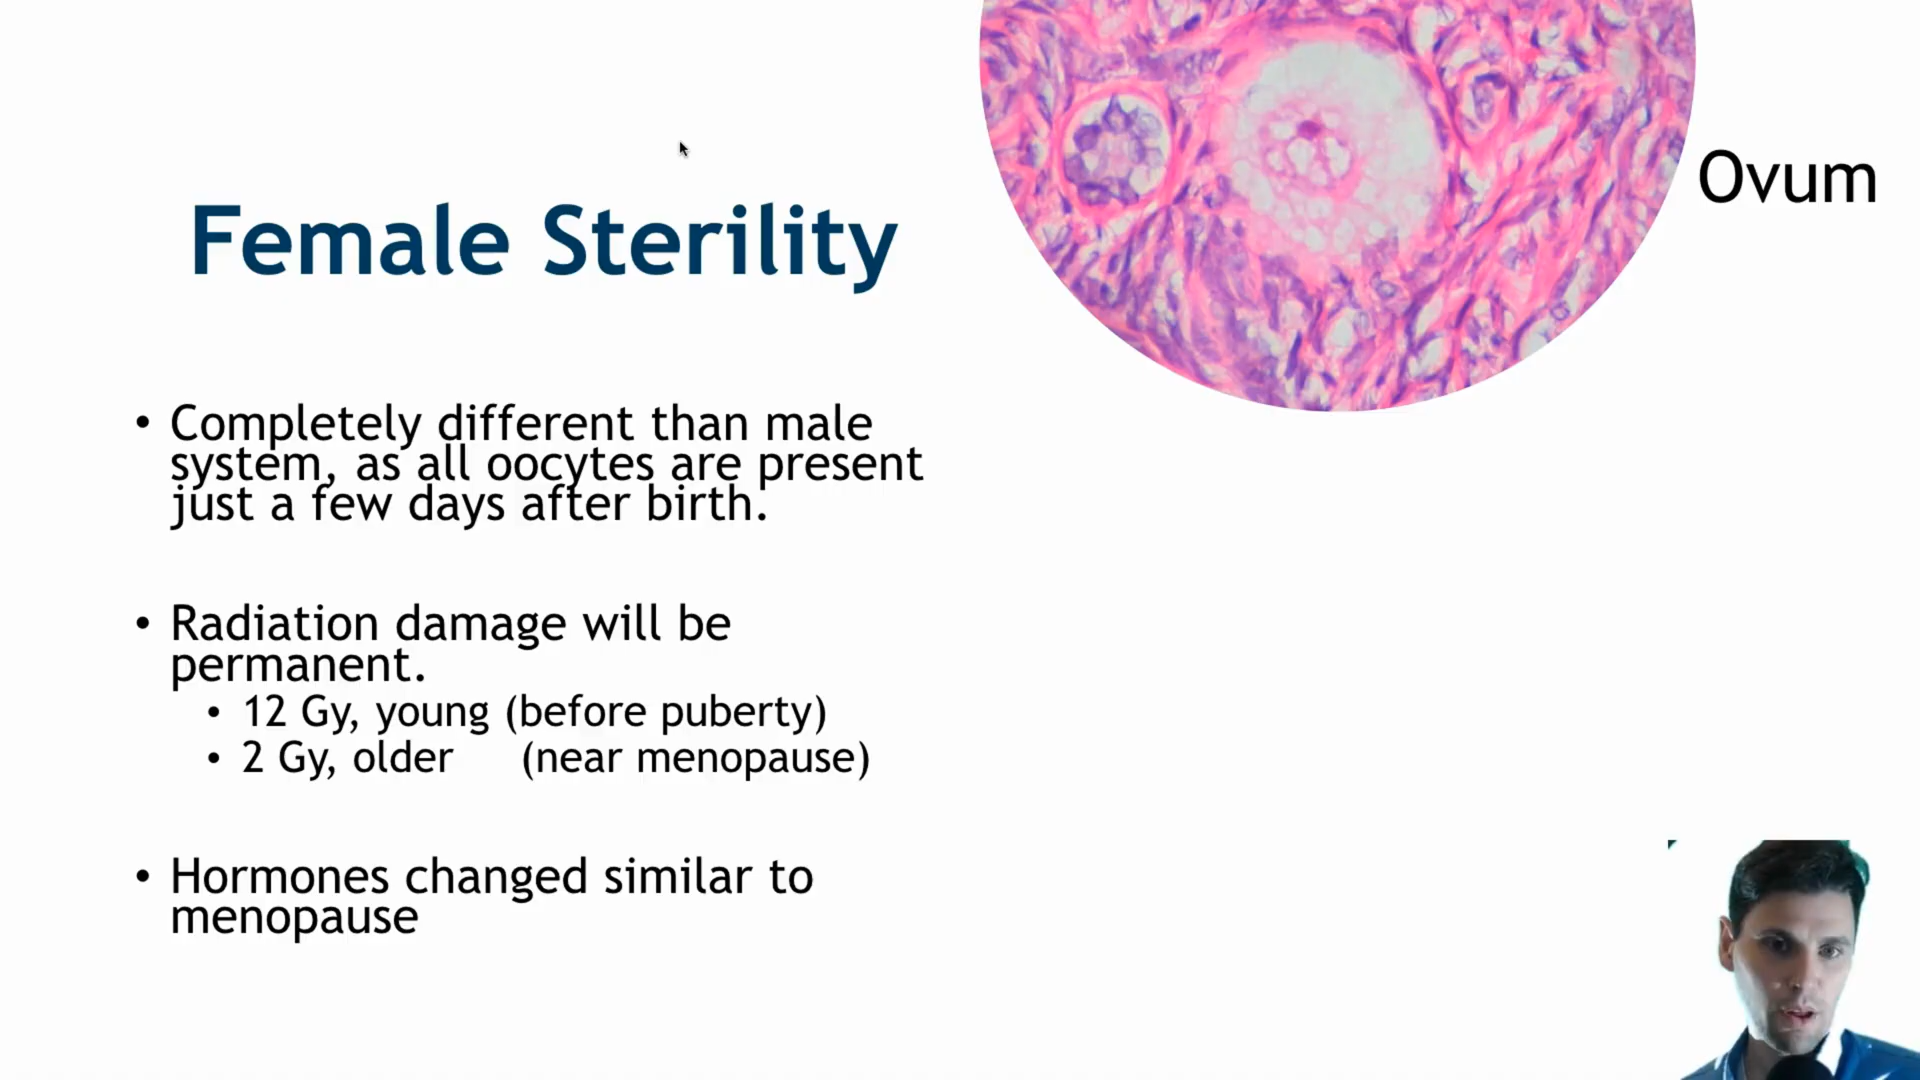 Ovum
Female Sterility
• Completely different than male
system, as all oocytes are present
just a few days after birth.
• Radiation damage will be
permanent.
• 12 Gy, young (before puberty)
• 2 Gy, older (near menopause)
• Hormones changed similar to
menopause